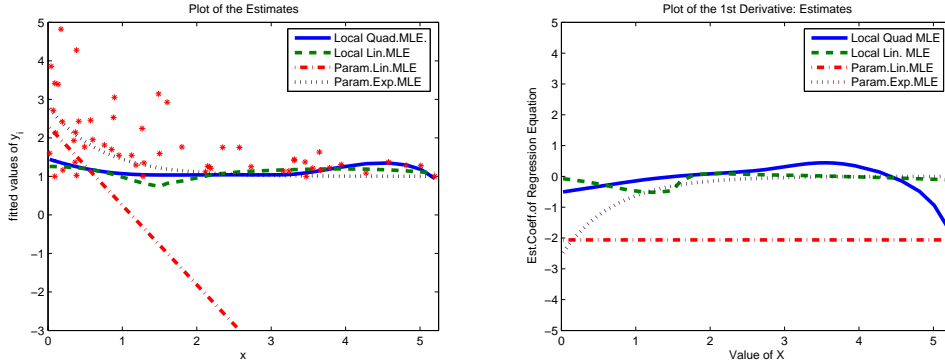 Plot of the Estimates
5
4
3
2
1
0
−1
−2
−3
0 1 2 3 4 5
x
fitted values of y_i
Local Quad.MLE.
Local Lin.MLE
Param.Lin.MLE
Param.Exp.MLE
Plot of the 1st Derivative: Estimates
5
4
3
2
1
0
−1
−2
−3
−4
−5
0 1 2 3 4 5
Value of X
Est.Coeff.of Regression Equation
Local Quad MLE
Local Lin. MLE
Param.Lin.MLE
Param.Exp.MLE